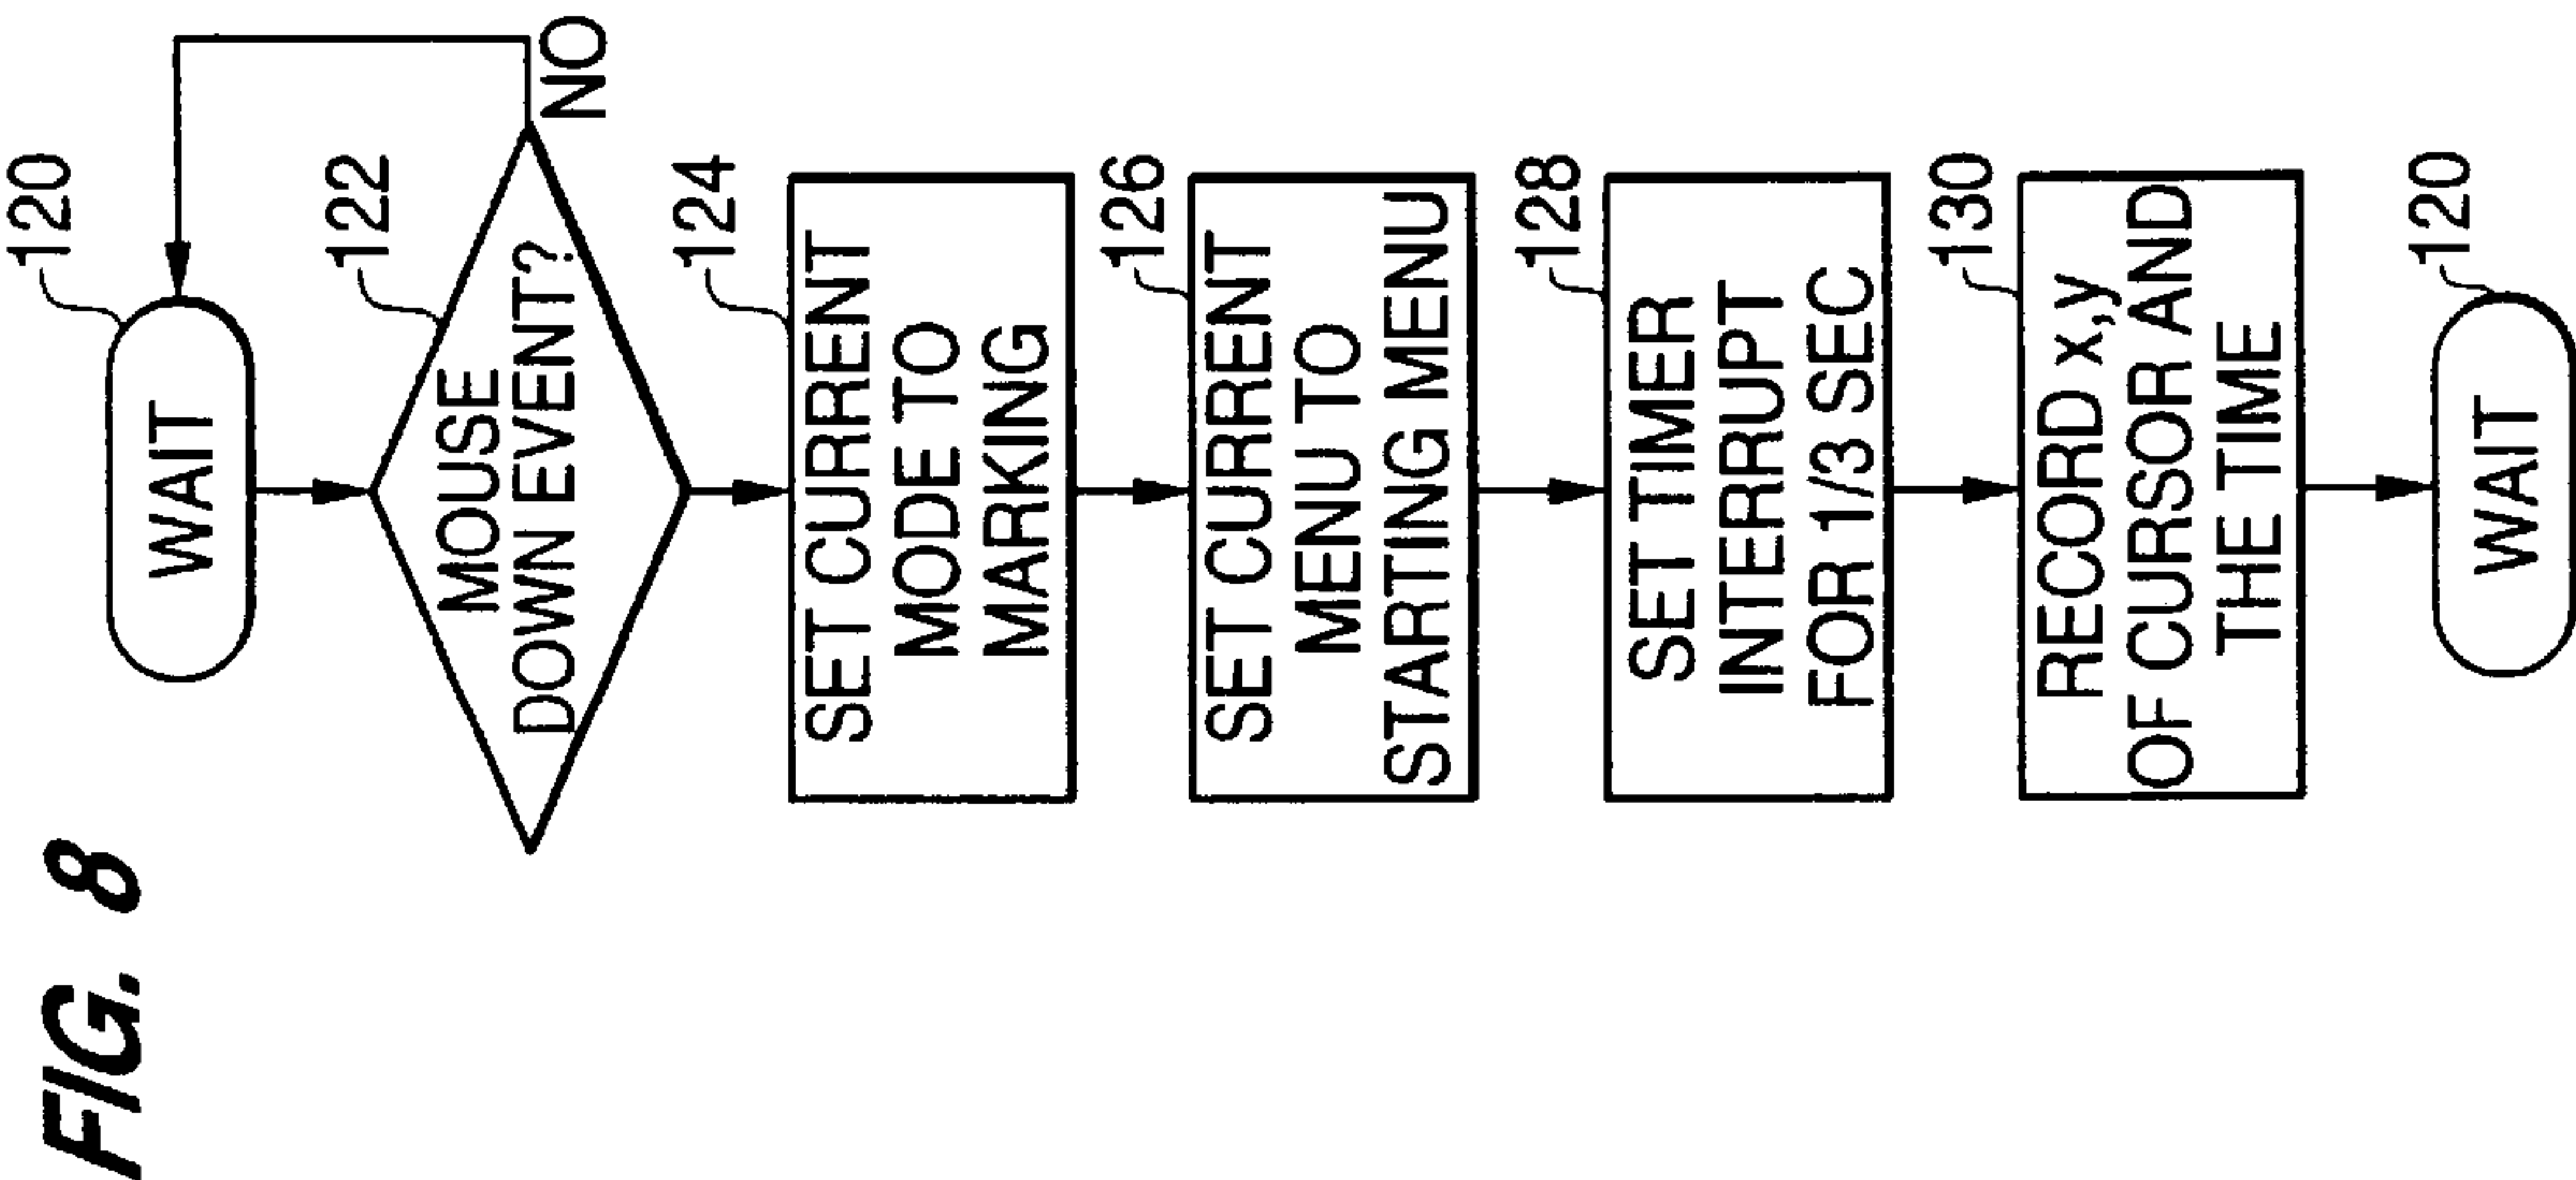 FIG. 8
120
WAIT
122
MOUSE
DOWN EVENT?
NO
124
SET CURRENT
MODE TO
MARKING
126
SET CURRENT
MENU TO
STARTING MENU
128
SET TIMER
INTERRUPT
FOR 1/3 SEC
130
RECORD x,y
OF CURSOR AND
THE TIME
120
WAIT